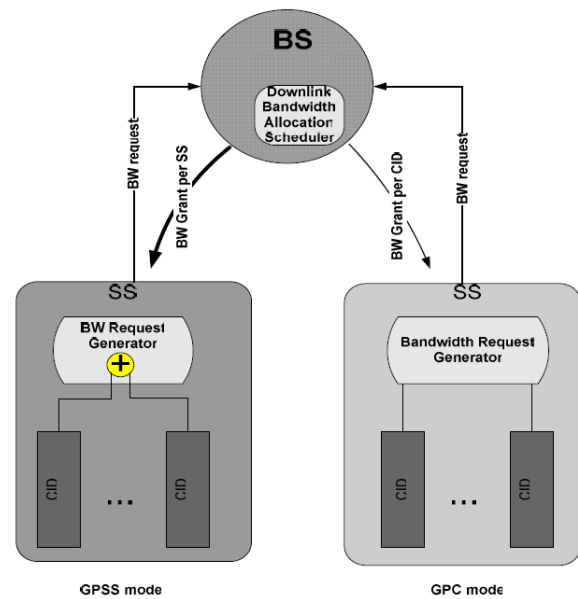 BS
Downlink
Bandwidth
Allocation
Scheduler
BW request
BW Grant per SS
BW Grant per CID
BW request
SS
BW Request
Generator
+
CID
...
CID
GPSS mode
SS
Bandwidth Request
Generator
CID
...
CID
GPC mode